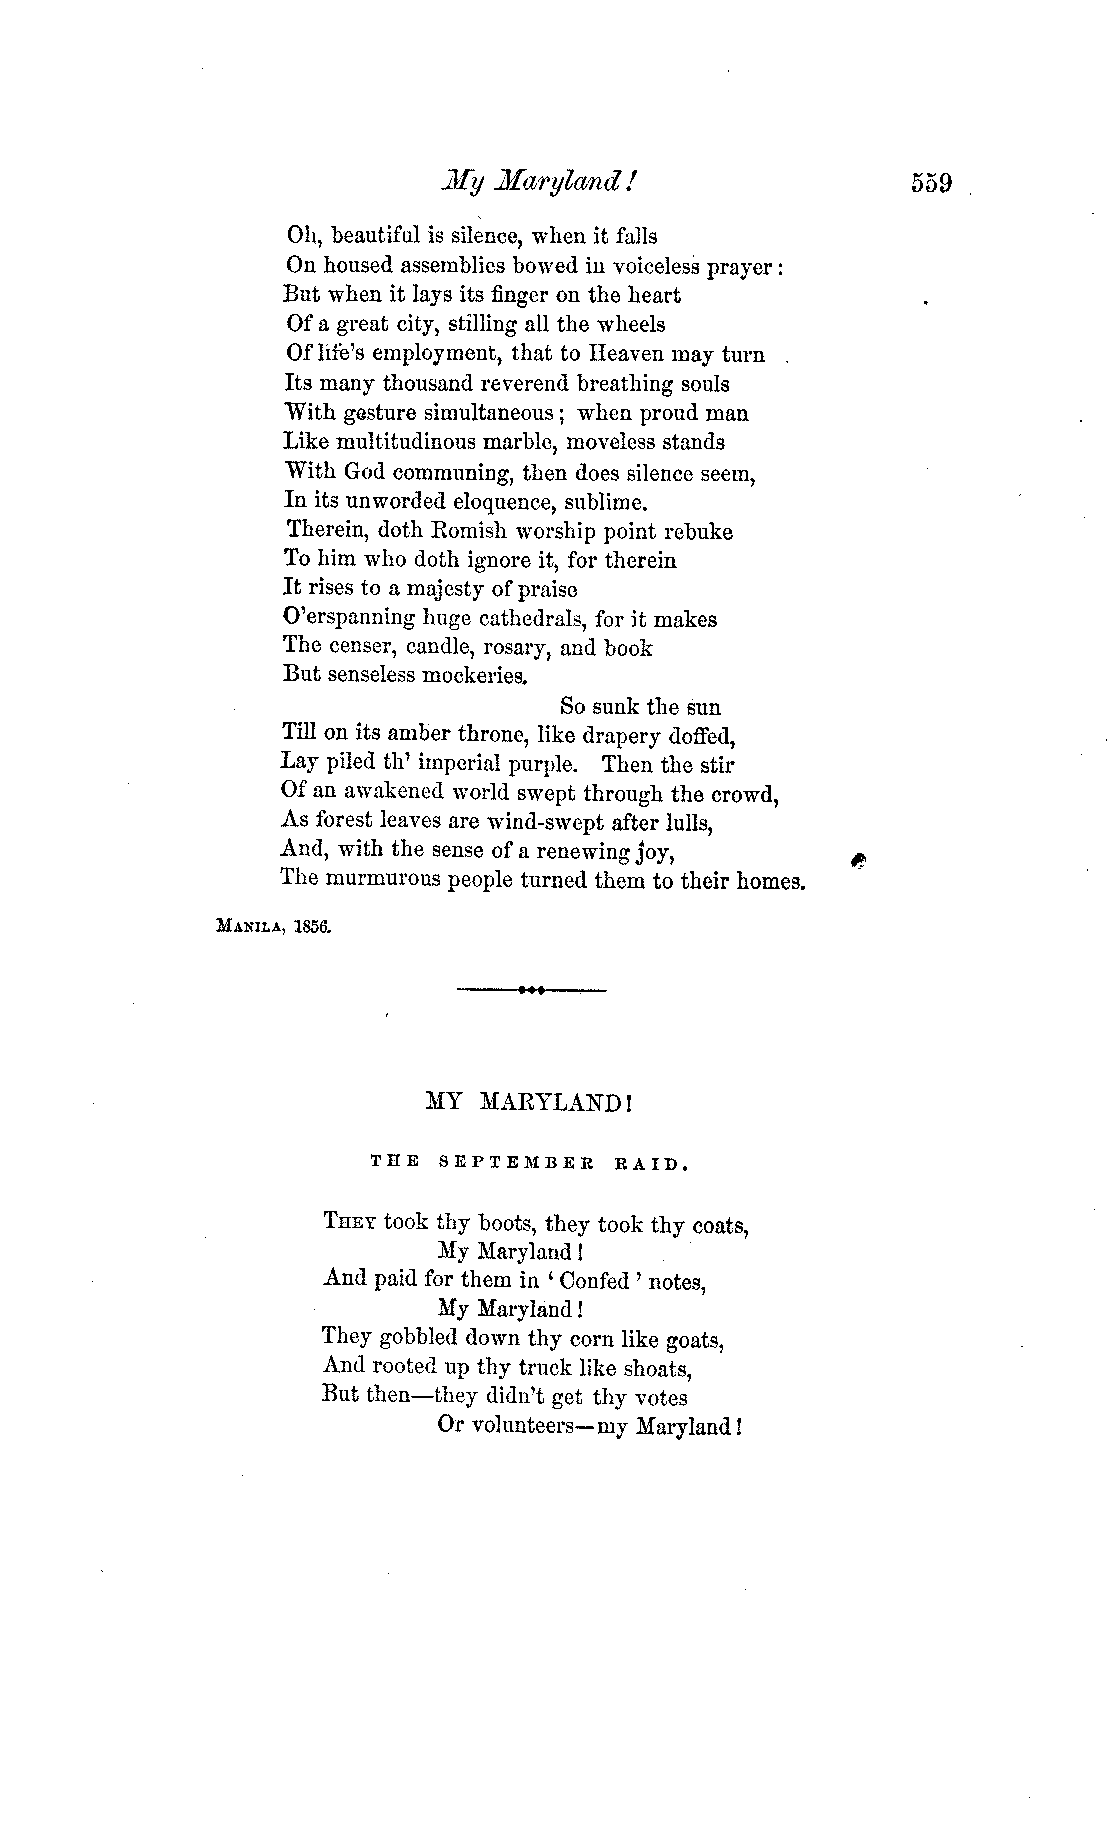 My Maryland! 559
Oh, beautiful is silence, when it falls
On housed assemblies bowed in voiceless prayer:
But when it lays its finger on the heart
Of a great city, stilling all the wheels
Of life's employment, that to Heaven may turn
Its many thousand reverend breathing souls
With gesture simultaneous; when proud man
Like multitudinous marble, moveless stands
With God communing, then does silence seem,
In its unworded eloquence, sublime.
Therein, doth Romish worship point rebuke
To him who doth ignore it, for therein
It rises to a majesty of praise
O'erspanning huge cathedrals, for it makes
The censer, candle, rosary, and book
But senseless mockeries.
So sunk the sun
Till on its amber throne, like drapery doffed,
Lay piled th' imperial purple. Then the stir
Of an awakened world swept through the crowd,
As forest leaves are wind-swept after lulls,
And, with the sense of a renewing joy,
The murmurous people turned them to their homes.
MANILA, 1856.
MY MARYLAND!
THE SEPTEMBER RAID.
THEY took thy boots, they took thy coats,
My Maryland!
And paid for them in 'Confed' notes,
My Maryland!
They gobbled down thy corn like goats,
And rooted up thy truck like shoats,
But then—they didn't get thy votes
Or volunteers—my Maryland!